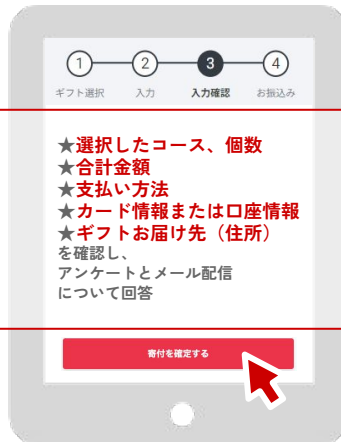 1 2 3 4
ギフト選択 入力 入力確認 お振込み
★選択したコース、個数
★合計金額
★支払い方法
★カード情報または口座情報
★ギフトお届け先（住所）
を確認し、
アンケートとメール配信
について回答
寄付を確定する